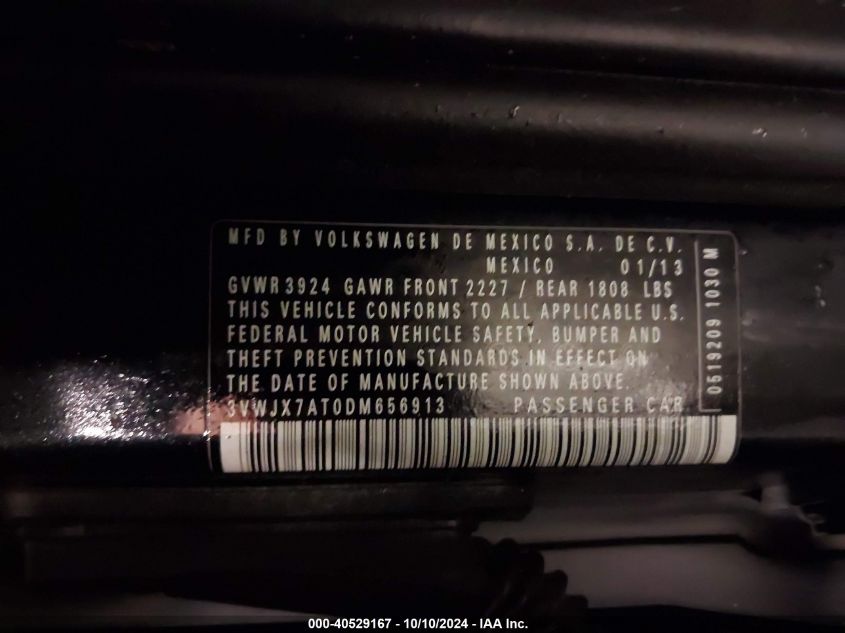 MFD BY VOLKSWAGEN DE MEXICO S.A. DE C.V.
MEXICO 01/13
GVWR 3924 GAWR FRONT 2227 / REAR 1808 LBS
THIS VEHICLE CONFORMS TO ALL APPLICABLE U.S.
FEDERAL MOTOR VEHICLE SAFETY, BUMPER AND
THEFT PREVENTION STANDARDS IN EFFECT ON
THE DATE OF MANUFACTURE SHOWN ABOVE.
3VWJX7AT0DM656913 PASSENGER CAR
0519209 1030 M
000-40529167 - 10/10/2024 - IAA Inc.